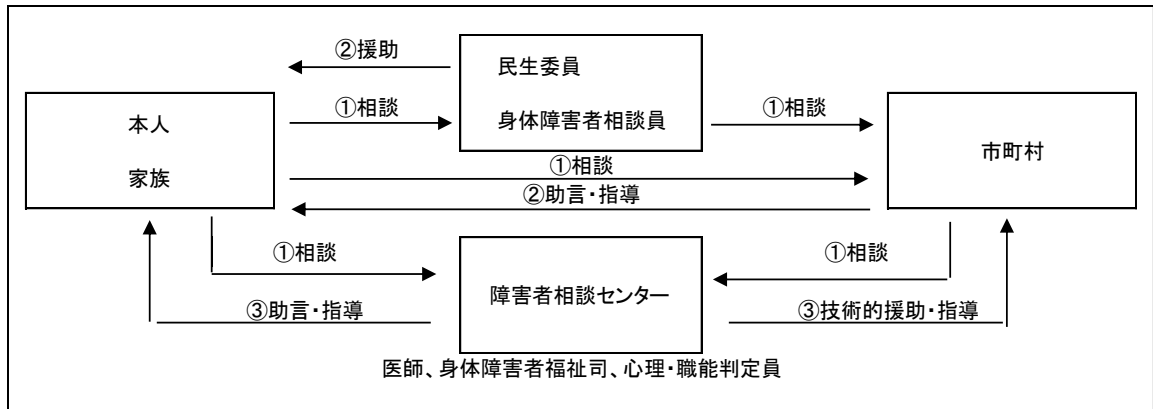 ②援助
民生委員
身体障害者相談員
①相談
①相談
本人
家族
市町村
①相談
②助言・指導
①相談
①相談
障害者相談センター
③助言・指導
③技術的援助・指導
医師、身体障害者福祉司、心理・職能判定員